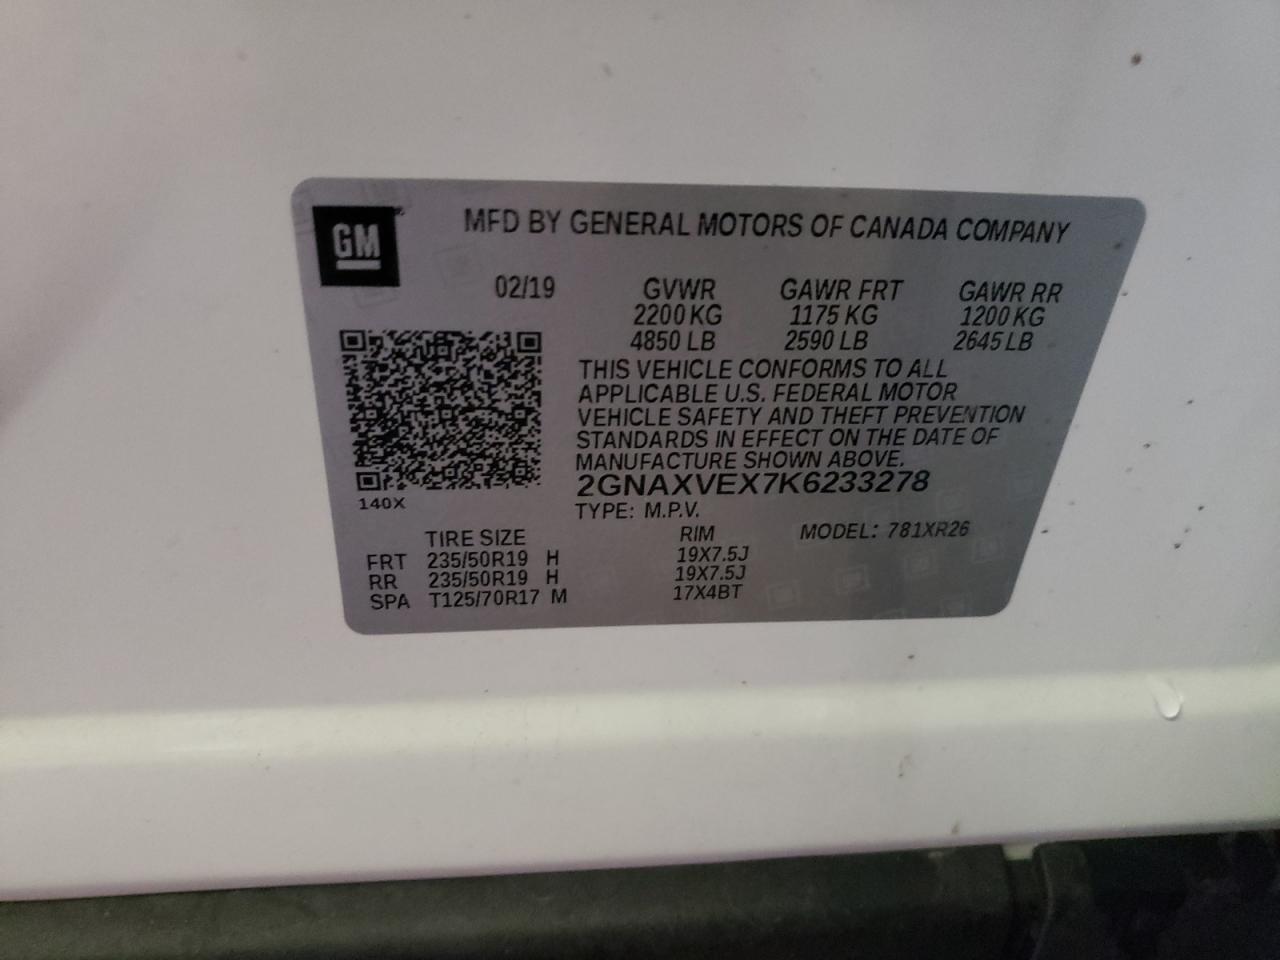 GM
MFD BY GENERAL MOTORS OF CANADA COMPANY
02/19 GVWR GAWR FRT GAWR RR
2200 KG 1175 KG 1200 KG
4850 LB 2590 LB 2645 LB
THIS VEHICLE CONFORMS TO ALL
APPLICABLE U.S. FEDERAL MOTOR
VEHICLE SAFETY AND THEFT PREVENTION
STANDARDS IN EFFECT ON THE DATE OF
MANUFACTURE SHOWN ABOVE.
2GNAXVEX7K6233278
140X
TYPE: M.P.V.
TIRE SIZE RIM MODEL: 781XR26
FRT 235/50R19 H 19X7.5J
RR 235/50R19 H 19X7.5J
SPA T125/70R17 M 17X4BT